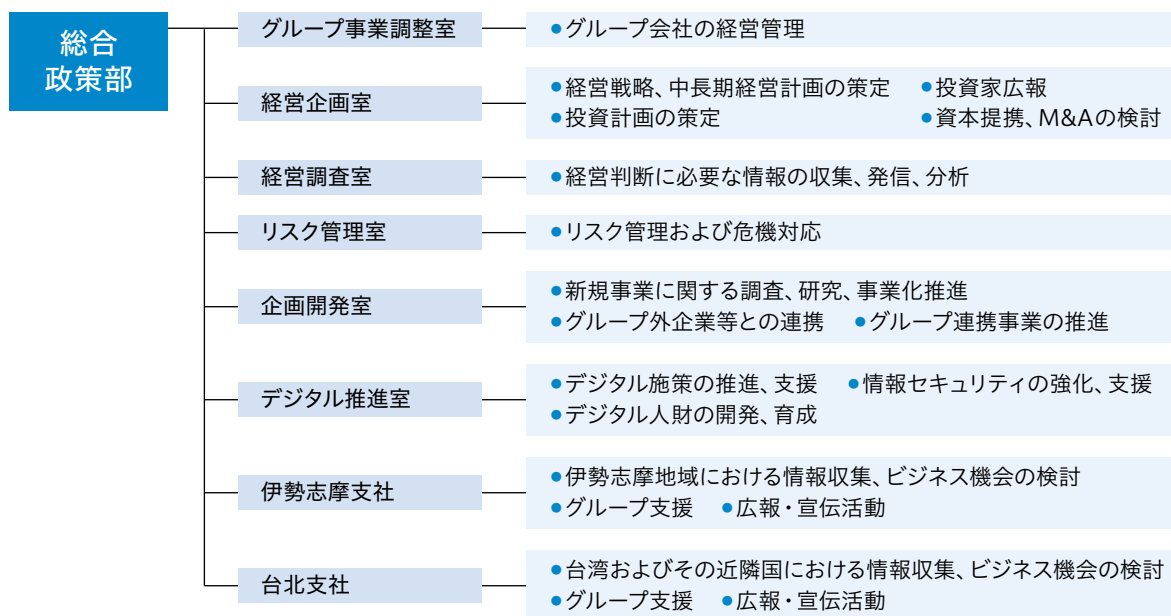 総合
政策部
グループ事業調整室
●グループ会社の経営管理
経営企画室
●経営戦略、中長期経営計画の策定 ●投資家広報
●投資計画の策定 ●資本提携、M&Aの検討
経営調査室
●経営判断に必要な情報の収集、発信、分析
リスク管理室
●リスク管理および危機対応
企画開発室
●新規事業に関する調査、研究、事業化推進
●グループ外企業等との連携 ●グループ連携事業の推進
デジタル推進室
●デジタル施策の推進、支援 ●情報セキュリティの強化、支援
●デジタル人財の開発、育成
伊勢志摩支社
●伊勢志摩地域における情報収集、ビジネス機会の検討
●グループ支援 ●広報・宣伝活動
台北支社
●台湾およびその近隣国における情報収集、ビジネス機会の検討
●グループ支援 ●広報・宣伝活動